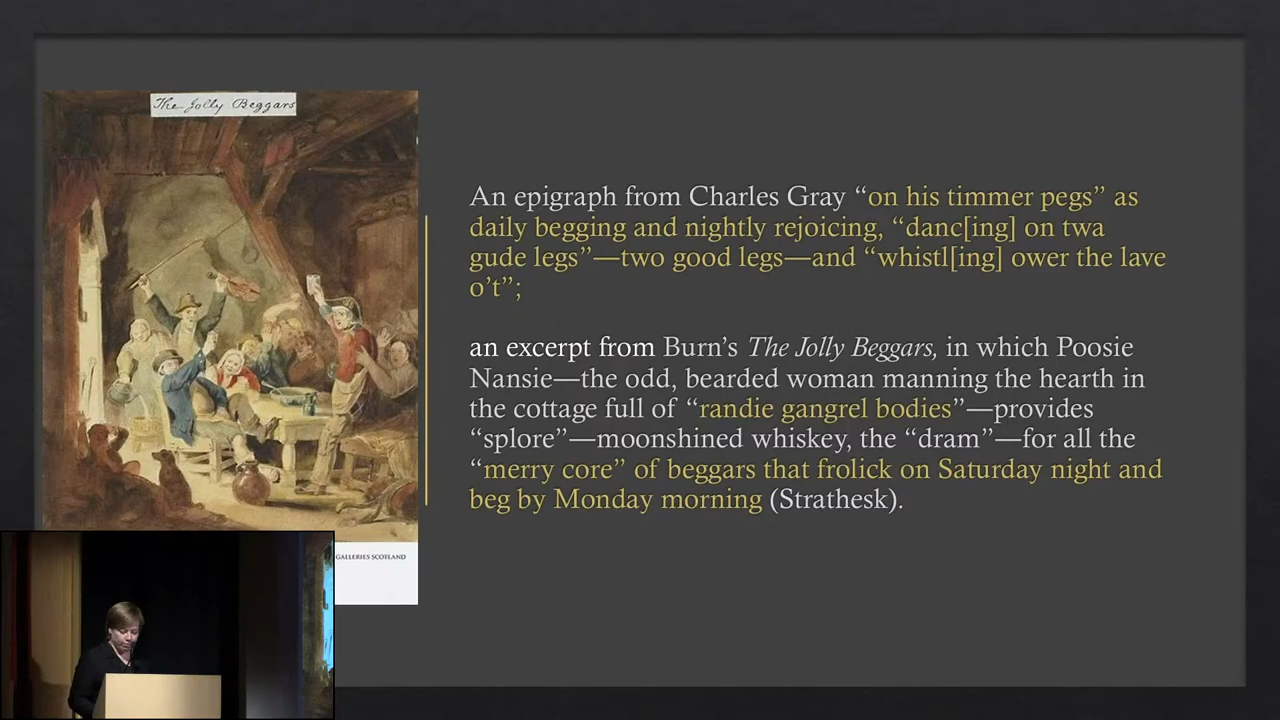 The Jolly Beggars
An epigraph from Charles Gray “on his timmer pegs” as
daily begging and nightly rejoicing, “danc[ing] on twa
gude legs”—two good legs—and “whistl[ing] ower the lave
o’t”;
an excerpt from Burn’s The Jolly Beggars, in which Poosie
Nansie—the odd, bearded woman manning the hearth in
the cottage full of “randie gangrel bodies”—provides
“splore”—moonshined whiskey, the “dram”—for all the
“merry core” of beggars that frolick on Saturday night and
beg by Monday morning (Strathesk).
GALLERIES SCOTLAND